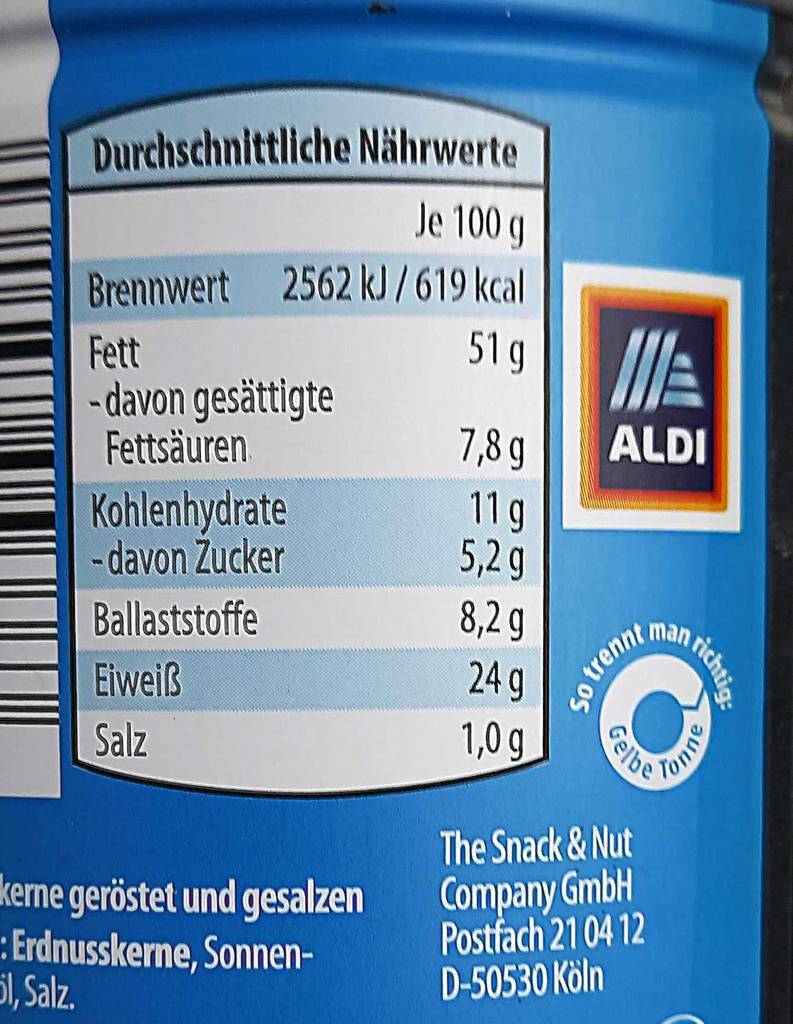 Durchschnittliche Nährwerte
Je 100 g
Brennwert 2562 kJ / 619 kcal
Fett 51 g
-davon gesättigte
Fettsäuren 7,8 g
Kohlenhydrate 11 g
-davon Zucker 5,2 g
Ballaststoffe 8,2 g
Eiweiß 24 g
Salz 1,0 g
ALDI
So trennt man richtig:
Gelbe Tonne
kerne geröstet und gesalzen
: Erdnusskerne, Sonnen-
öl, Salz.
The Snack & Nut
Company GmbH
Postfach 21 04 12
D-50530 Köln